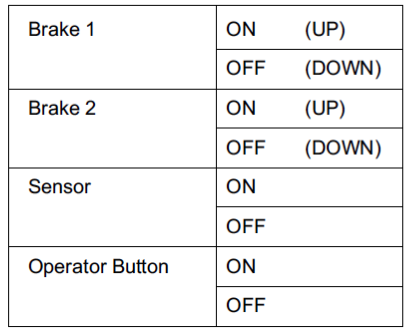 Brake 1 ON (UP)
OFF (DOWN)
Brake 2 ON (UP)
OFF (DOWN)
Sensor ON
OFF
Operator Button ON
OFF